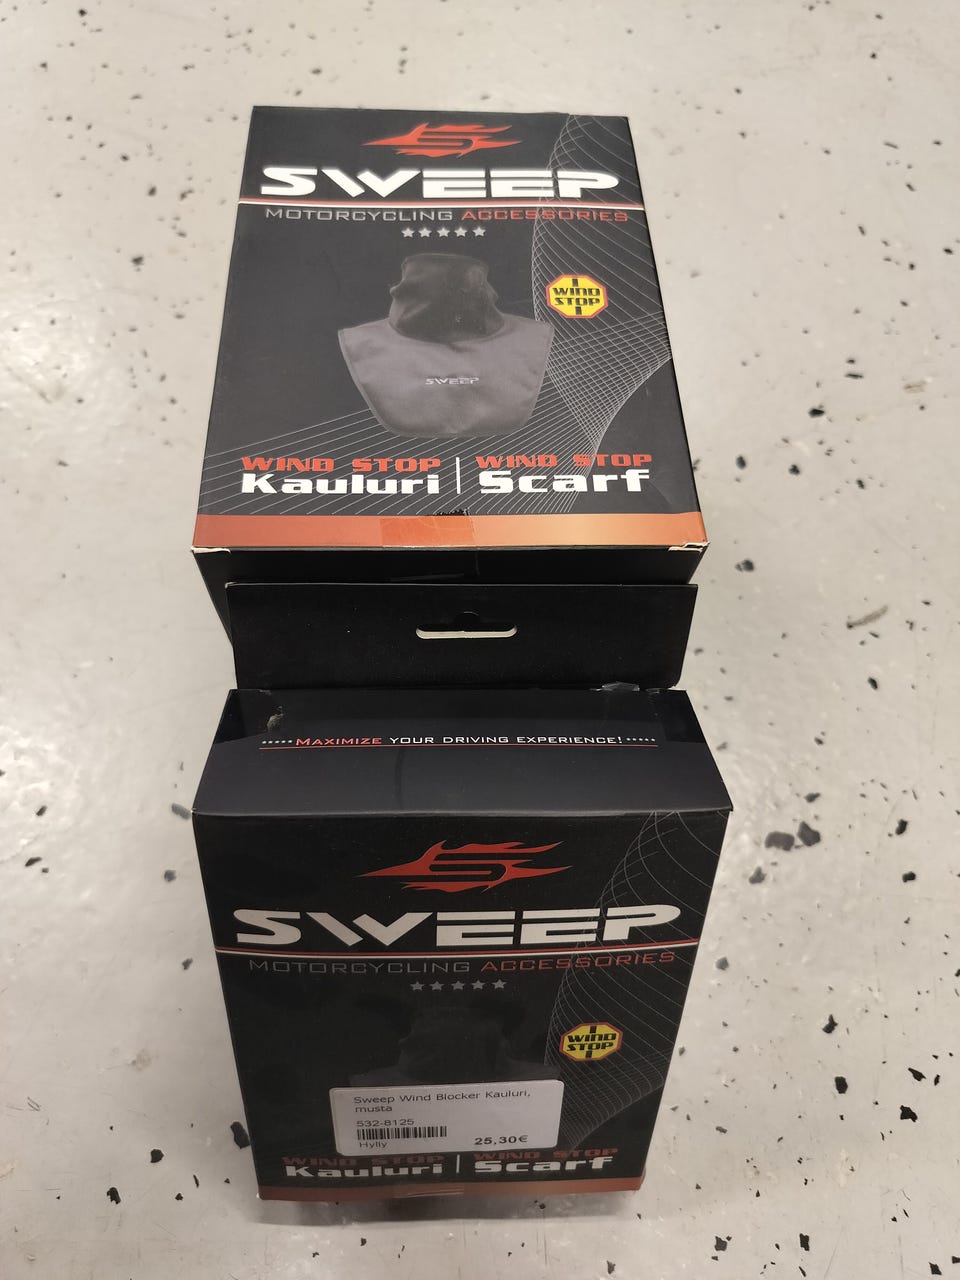 SWEEP
MOTORCYCLING ACCESSORIES
WIND
STOP
SWEEP
WIND STOP
Kauluri
WIND STOP
Scarf
*****MAXIMIZE YOUR DRIVING EXPERIENCE!*****
SWEEP
MOTORCYCLING ACCESSORIES
WIND
STOP
Sweep Wind Blocker Kauluri,
musta
532-8125
Hylly
25,30€
WIND STOP
Kauluri
WIND STOP
Scarf